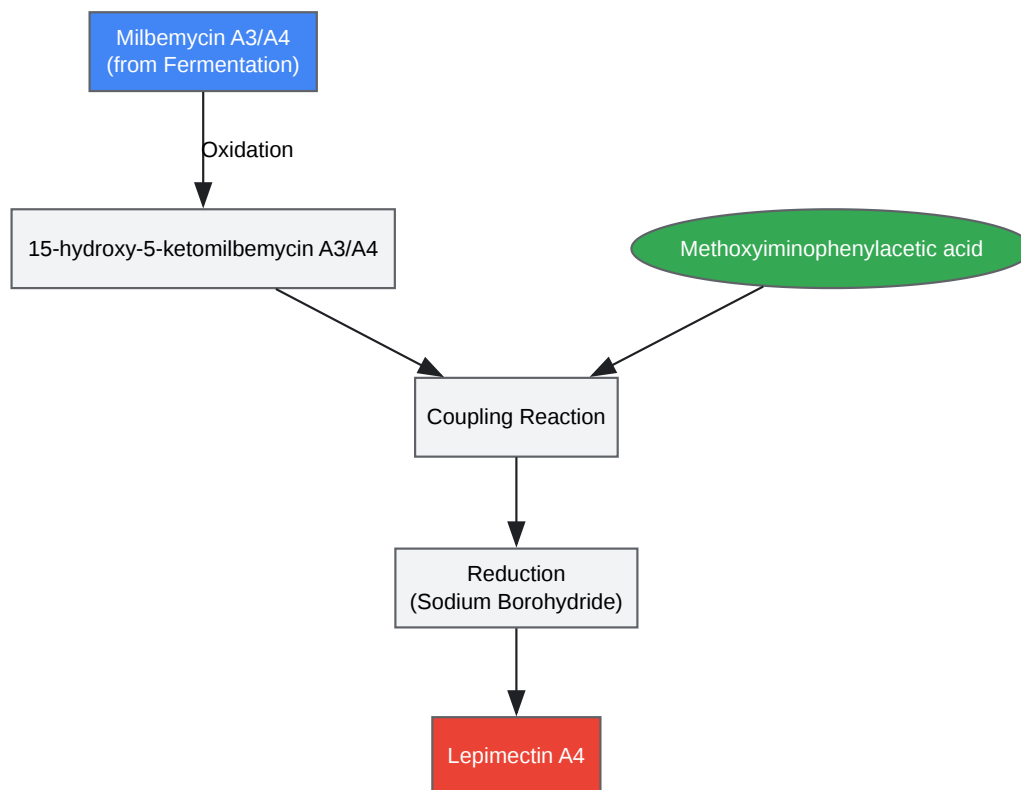 Milbemycin A3/A4
(from Fermentation)
Oxidation
15-hydroxy-5-ketomilbemycin A3/A4
Methoxyiminophenylacetic acid
Coupling Reaction
Reduction
(Sodium Borohydride)
Lepimectin A4